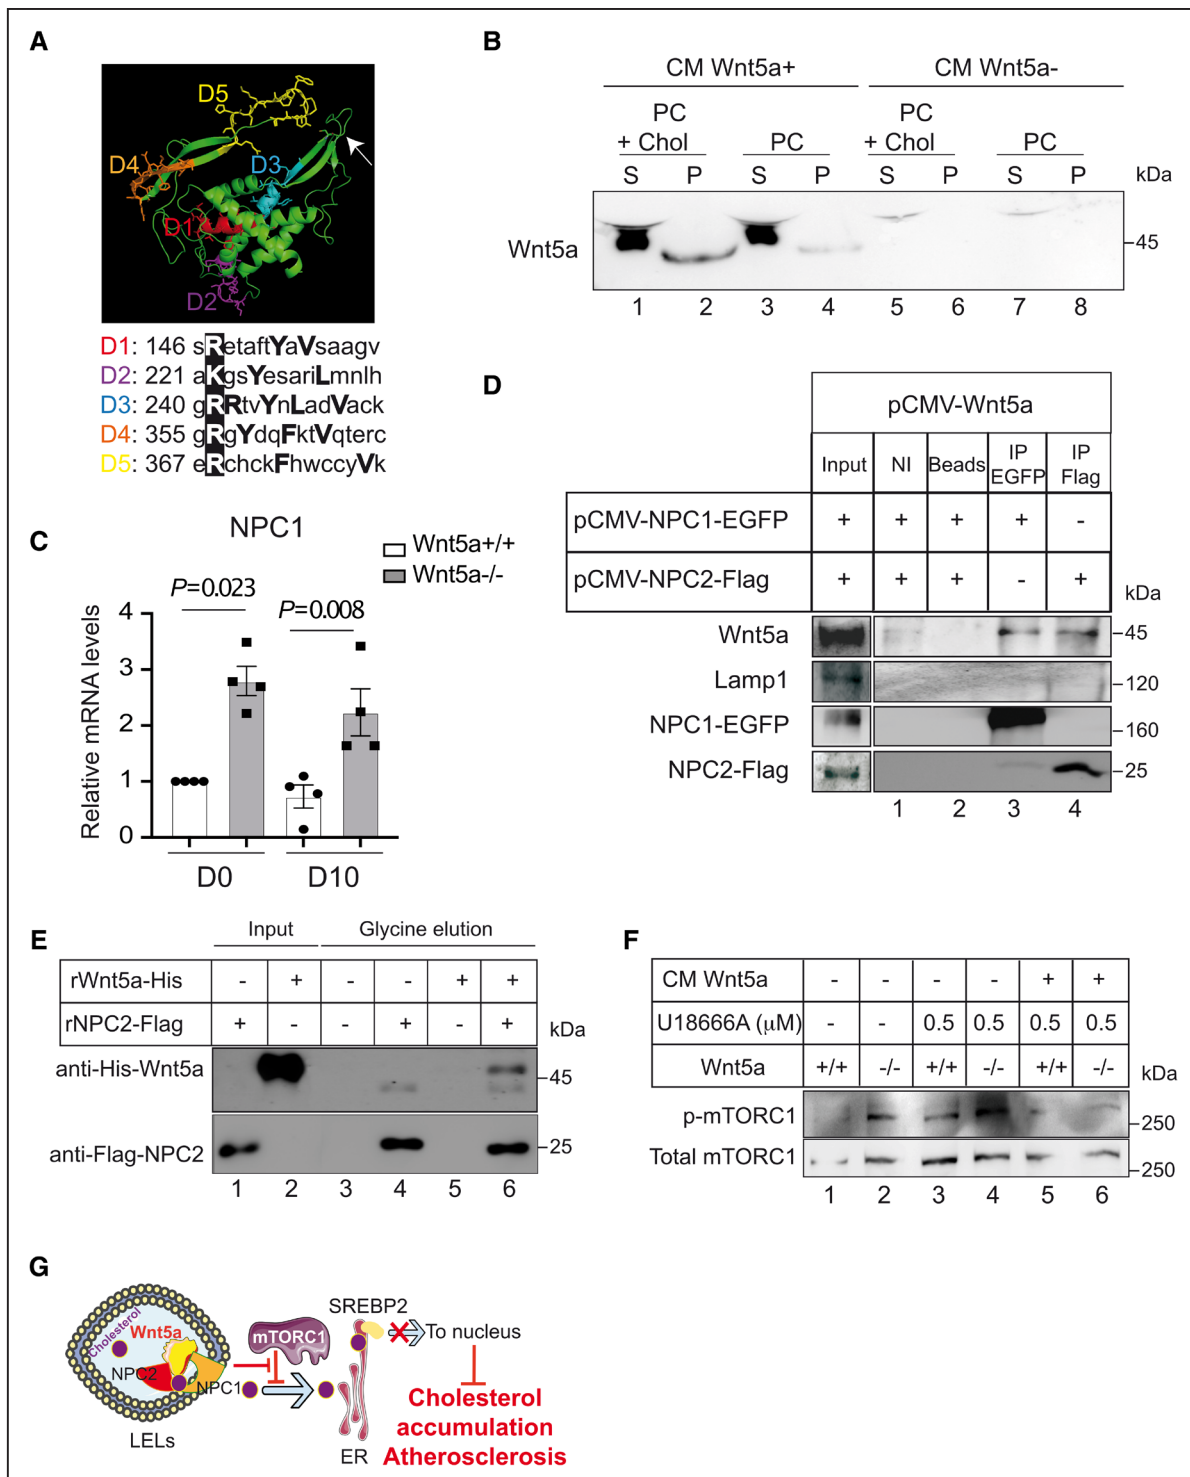 A
D5
D4
D3
D1
D2
D1: 146 sRetaftYaVsaagv
D2: 221 aKgsYesariLmnlh
D3: 240 gRRtvYnLadVack
D4: 355 gRgYdqFktVqterc
D5: 367 eRchckFhwccyVk
B
CM Wnt5a+ CM Wnt5a-
PC + Chol PC PC + Chol PC
S P S P S P S P kDa
Wnt5a
45
1 2 3 4 5 6 7 8
C
NPC1
Wnt5a+/+
Wnt5a-/-
P=0.023
P=0.008
Relative mRNA levels
4
3
2
1
0
D0 D10
D
pCMV-Wnt5a
Input NI Beads IP EGFP IP Flag
pCMV-NPC1-EGFP + + + + -
pCMV-NPC2-Flag + + + - +
kDa
Wnt5a 45
Lamp1 120
NPC1-EGFP 160
NPC2-Flag 25
1 2 3 4
E
Input Glycine elution
rWnt5a-His - + - - + +
rNPC2-Flag + - - + - +
kDa
anti-His-Wnt5a 45
anti-Flag-NPC2 25
1 2 3 4 5 6
F
CM Wnt5a - - - - + +
U18666A (μM) - - 0.5 0.5 0.5 0.5
Wnt5a +/+ -/- +/+ -/- +/+ -/-
kDa
p-mTORC1 250
Total mTORC1 250
1 2 3 4 5 6
G
Cholesterol
Wnt5a
NPC2
NPC1
LELs
mTORC1
SREBP2
To nucleus
ER
Cholesterol
accumulation
Atherosclerosis